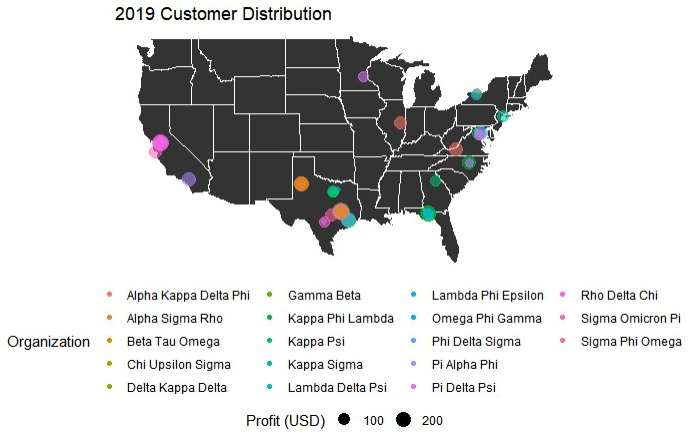 2019 Customer Distribution
Organization
Alpha Kappa Delta Phi
Gamma Beta
Lambda Phi Epsilon
Rho Delta Chi
Alpha Sigma Rho
Kappa Phi Lambda
Omega Phi Gamma
Sigma Omicron Pi
Beta Tau Omega
Kappa Psi
Phi Delta Sigma
Sigma Phi Omega
Chi Upsilon Sigma
Kappa Sigma
Pi Alpha Phi
Delta Kappa Delta
Lambda Delta Psi
Pi Delta Psi
Profit (USD) 100 200